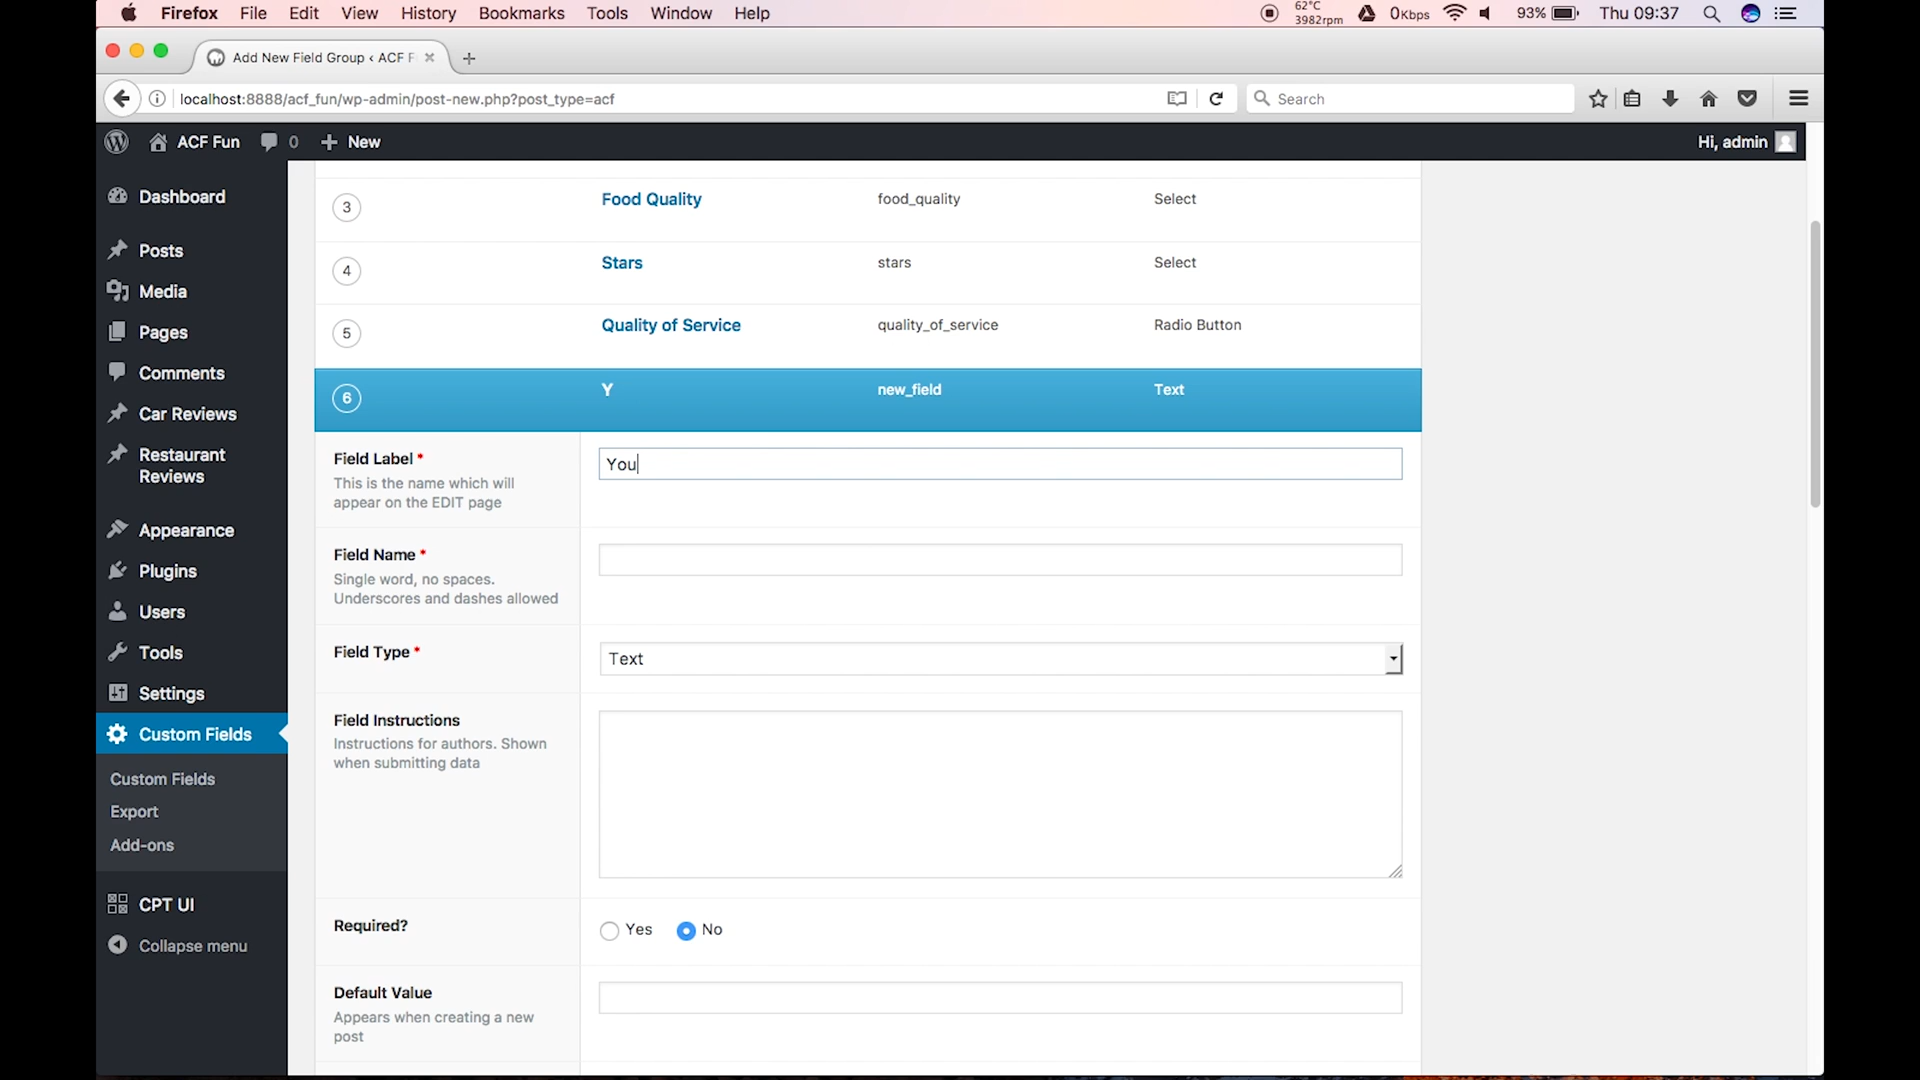 Firefox File Edit View History Bookmarks Tools Window Help 62°C 3982rpm 0Kbps 93% Thu 09:37
Add New Field Group ‹ ACF F
localhost:8888/acf_fun/wp-admin/post-new.php?post_type=acf Search
ACF Fun 0 New Hi, admin
Dashboard
Posts
Media
Pages
Comments
Car Reviews
Restaurant
Reviews
Appearance
Plugins
Users
Tools
Settings
Custom Fields
Custom Fields
Export
Add-ons
CPT UI
Collapse menu
3 Food Quality food_quality Select
4 Stars stars Select
5 Quality of Service quality_of_service Radio Button
6 Y new_field Text
Field Label * You
This is the name which will
appear on the EDIT page
Field Name *
Single word, no spaces.
Underscores and dashes allowed
Field Type * Text
Field Instructions
Instructions for authors. Shown
when submitting data
Required? Yes No
Default Value
Appears when creating a new
post